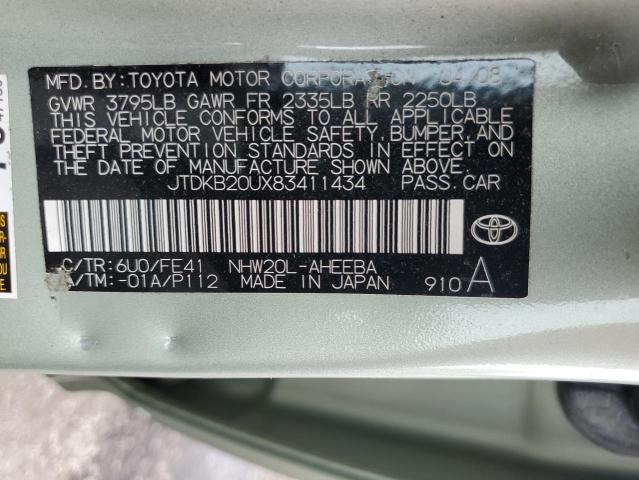 MFD. BY: TOYOTA MOTOR CORPORATION 04/08
GVWR 3795LB GAWR FR 2335LB RR 2250LB
THIS VEHICLE CONFORMS TO ALL APPLICABLE
FEDERAL MOTOR VEHICLE SAFETY, BUMPER, AND
THEFT PREVENTION STANDARDS IN EFFECT ON
THE DATE OF MANUFACTURE SHOWN ABOVE.
JTDKB20UX83411434 PASS. CAR
C/TR: 6U0/FE41 NHW20L-AHEEBA
A/TM: -01A/P112 MADE IN JAPAN 910 A